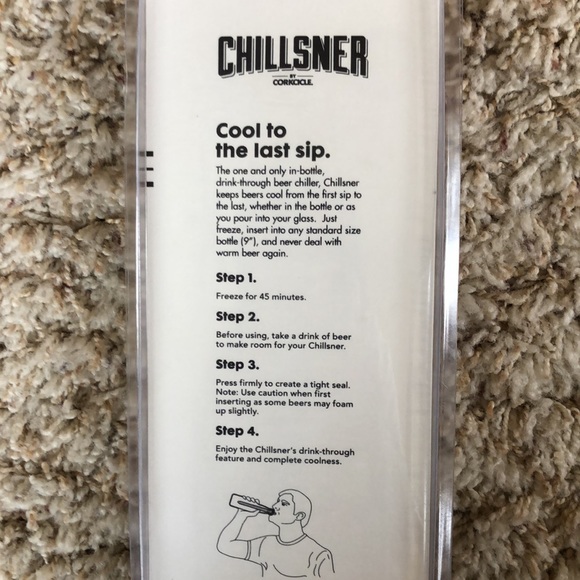 CHILLSNER
BY
CORKCICLE.
Cool to
the last sip.
The one and only in-bottle,
drink-through beer chiller, Chillsner
keeps beers cool from the first sip to
the last, whether in the bottle or as
you pour into your glass. Just
freeze, insert into any standard size
bottle (9"), and never deal with
warm beer again.
Step 1.
Freeze for 45 minutes.
Step 2.
Before using, take a drink of beer
to make room for your Chillsner.
Step 3.
Press firmly to create a tight seal.
Note: Use caution when first
inserting as some beers may foam
up slightly.
Step 4.
Enjoy the Chillsner's drink-through
feature and complete coolness.